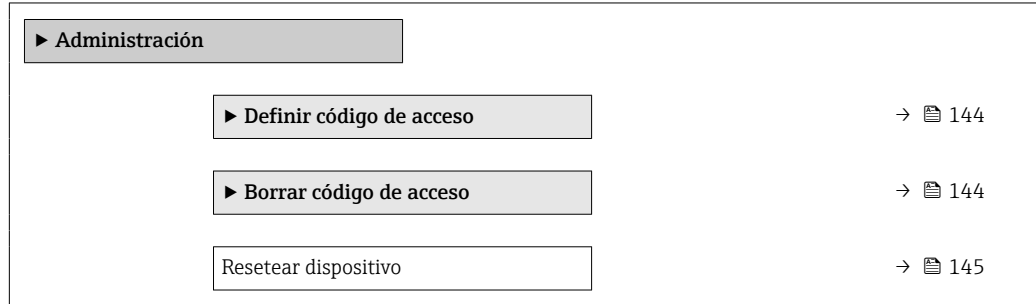 ▶ Administración
▶ Definir código de acceso → 144
▶ Borrar código de acceso → 144
Resetear dispositivo → 145